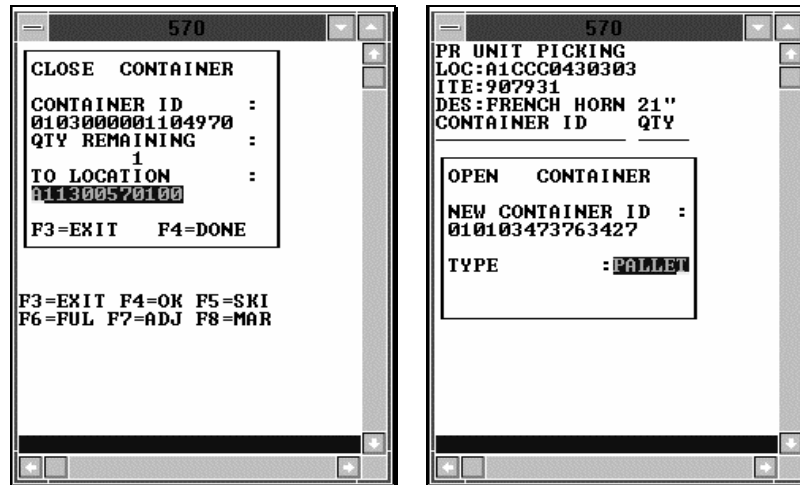 570
CLOSE CONTAINER
CONTAINER ID :
0103000001104970
QTY REMAINING :
1
TO LOCATION :
A11300570100
F3=EXIT F4=DONE
F3=EXIT F4=OK F5=SKI
F6=FUL F7=ADJ F8=MAR
570
PR UNIT PICKING
LOC:A1CCC0430303
ITE:907931
DES:FRENCH HORN 21"
CONTAINER ID QTY
OPEN CONTAINER
NEW CONTAINER ID :
010103473763427
TYPE :PALLET